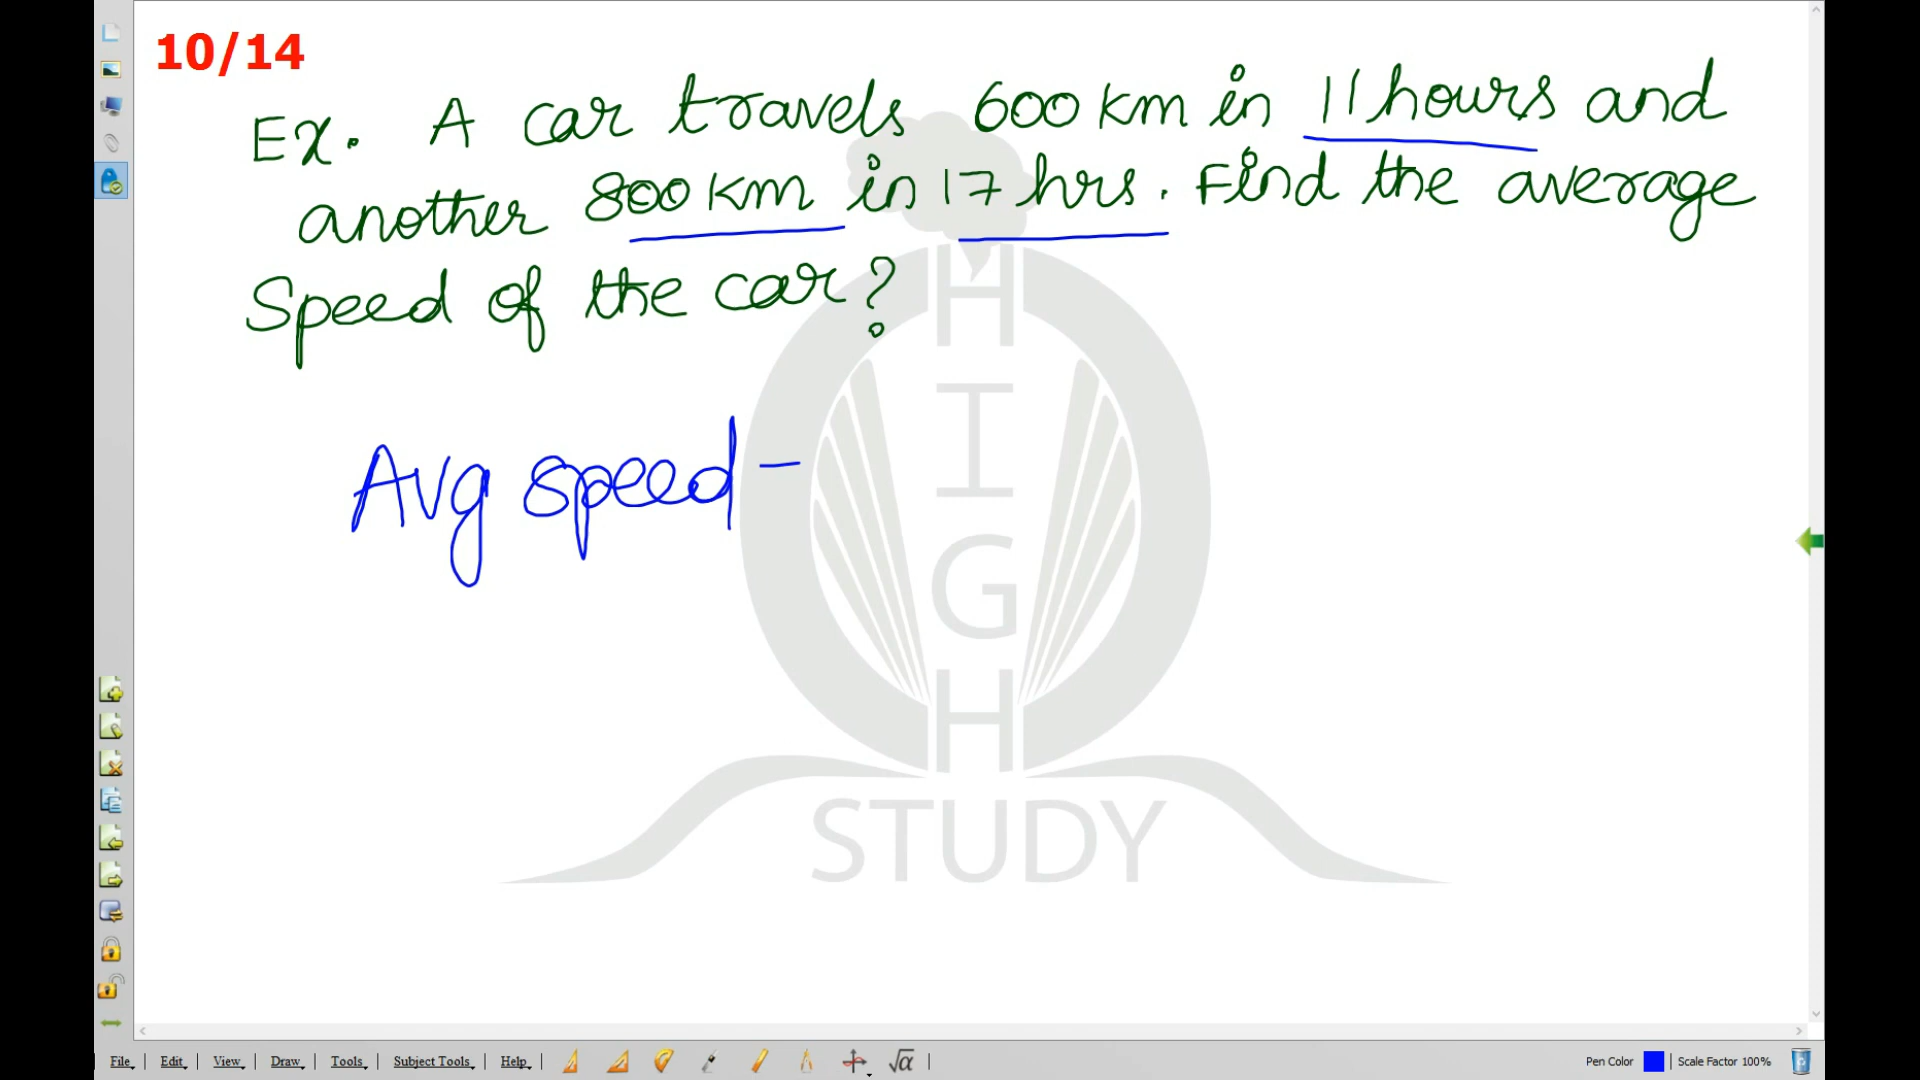 10/14
Ex. A car travels 600 km in 11 hours and
another 800 km in 17 hrs. Find the average
Speed of the car?
Avg speed -
H
I
G
H
STUDY
File Edit View Draw Tools Subject Tools Help √α Pen Color Scale Factor 100%